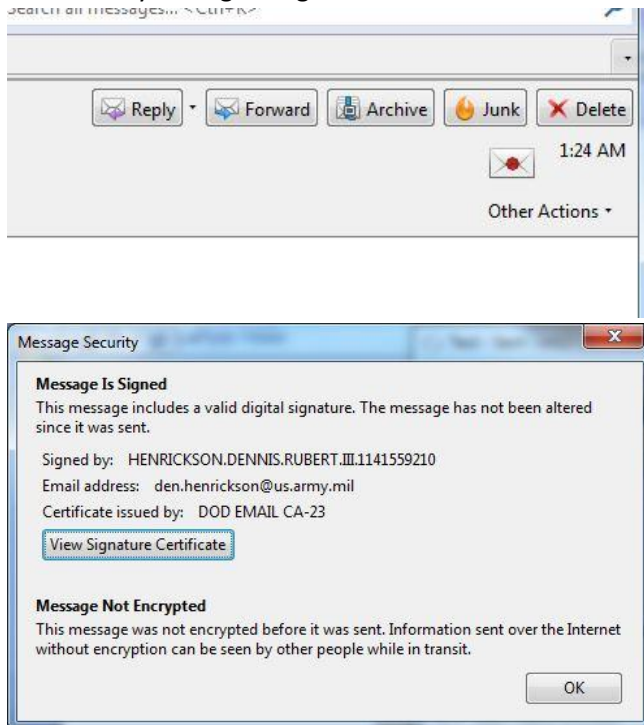 Search all messages... <Ctrl+K>
Reply Forward Archive Junk Delete
1:24 AM
Other Actions
Message Security
Message Is Signed
This message includes a valid digital signature. The message has not been altered
since it was sent.
Signed by: HENRICKSON.DENNIS.RUBERT.III.1141559210
Email address: den.henrickson@us.army.mil
Certificate issued by: DOD EMAIL CA-23
View Signature Certificate
Message Not Encrypted
This message was not encrypted before it was sent. Information sent over the Internet
without encryption can be seen by other people while in transit.
OK